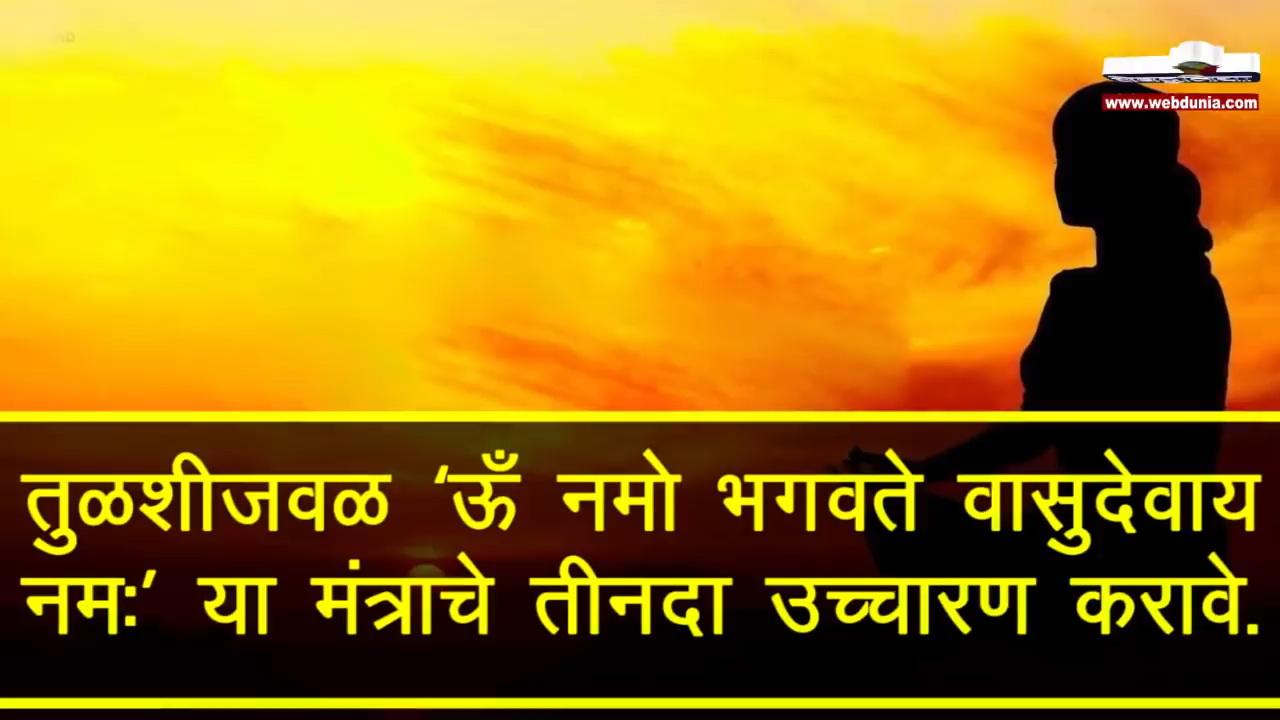 www.webdunia.com
तुळशीजवळ ‘ऊँ नमो भगवते वासुदेवाय
नमः’ या मंत्राचे तीनदा उच्चारण करावे.